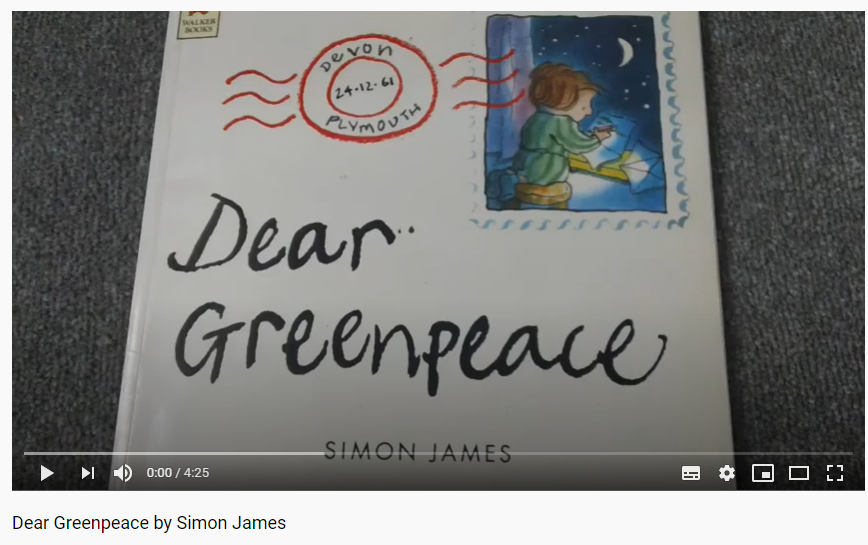 WALKER
BOOKS
DEVON
24·12·61
PLYMOUTH
Dear
Greenpeace
SIMON JAMES
0:00 / 4:25
Dear Greenpeace by Simon James